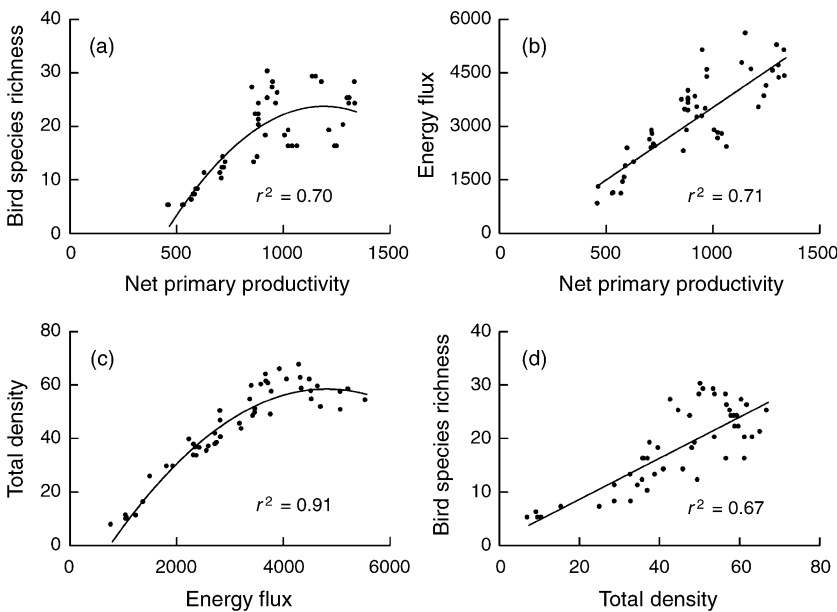 (a)
Bird species richness
40
30
20
10
0
r² = 0.70
0 500 1000 1500
Net primary productivity
(b)
Energy flux
6000
4500
3000
1500
0
r² = 0.71
0 500 1000 1500
Net primary productivity
(c)
Total density
80
60
40
20
0
r² = 0.91
0 2000 4000 6000
Energy flux
(d)
Bird species richness
40
30
20
10
0
r² = 0.67
0 20 40 60 80
Total density